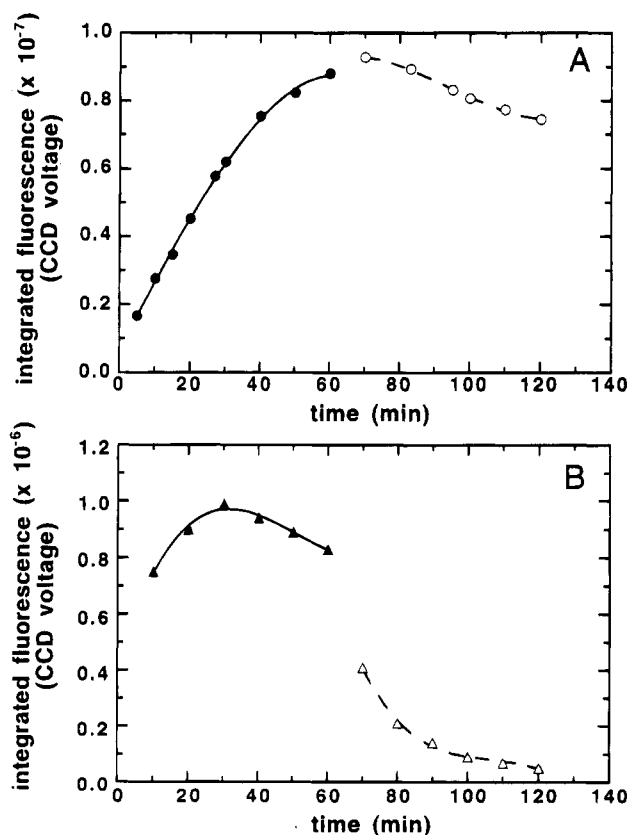 A
integrated fluorescence (x 10⁻⁷)
(CCD voltage)
1.0
0.8
0.6
0.4
0.2
0.0
0 20 40 60 80 100 120 140
time (min)
B
integrated fluorescence (x 10⁻⁶)
(CCD voltage)
1.2
1.0
0.8
0.6
0.4
0.2
0.0
0 20 40 60 80 100 120 140
time (min)